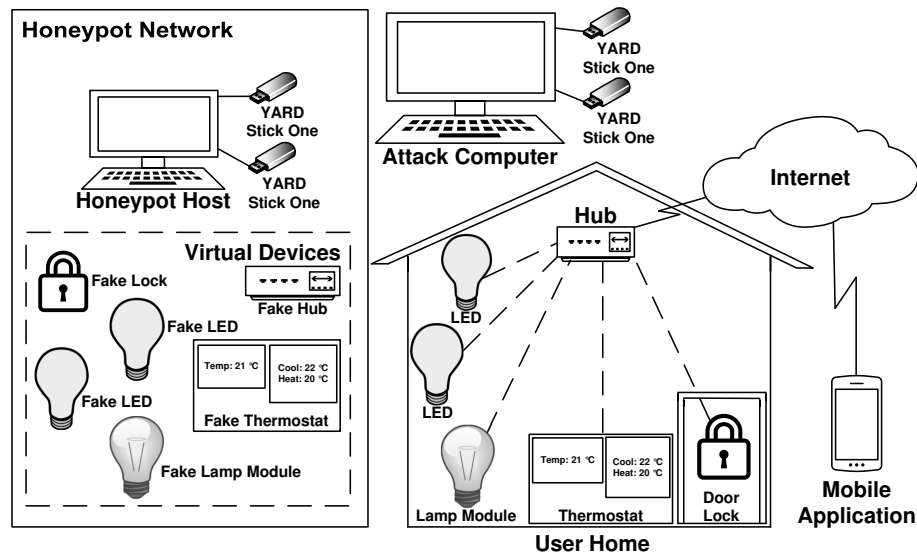 Honeypot Network
YARD
Stick One
YARD
Stick One
Honeypot Host
Virtual Devices
Fake Lock
Fake Hub
Fake LED
Fake LED
Temp: 21 °C
Cool: 22 °C
Heat: 20 °C
Fake Thermostat
Fake Lamp Module
YARD
Stick One
YARD
Stick One
Attack Computer
Internet
Hub
LED
LED
Lamp Module
Temp: 21 °C
Cool: 22 °C
Heat: 20 °C
Thermostat
Door
Lock
User Home
Mobile
Application